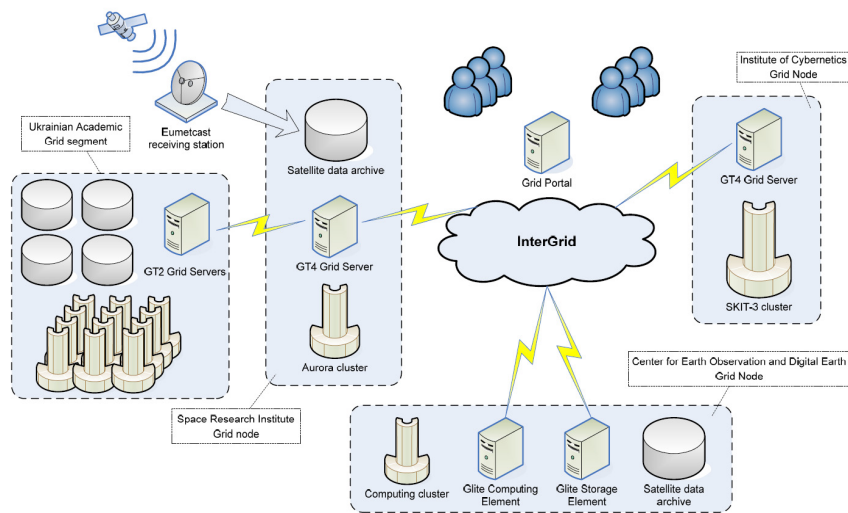 Institute of Cybernetics
Grid Node
Eumetcast
receiving station
Ukrainian Academic
Grid segment
Satellite data archive
Grid Portal
GT4 Grid Server
InterGrid
GT2 Grid Servers
GT4 Grid Server
SKIT-3 cluster
Aurora cluster
Center for Earth Observation and Digital Earth
Grid Node
Space Research Institute
Grid node
Computing cluster
Glite Computing
Element
Glite Storage
Element
Satellite data
archive